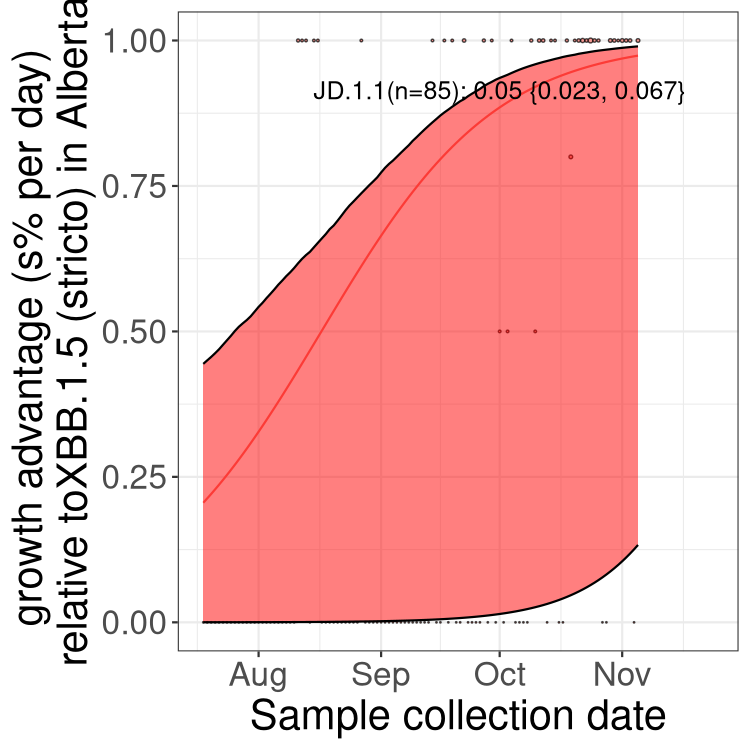 growth advantage (s% per day)
relative toXBB.1.5 (stricto) in Alberta
1.00
0.75
0.50
0.25
0.00
JD.1.1(n=85): 0.05 {0.023, 0.067}
Aug Sep Oct Nov
Sample collection date